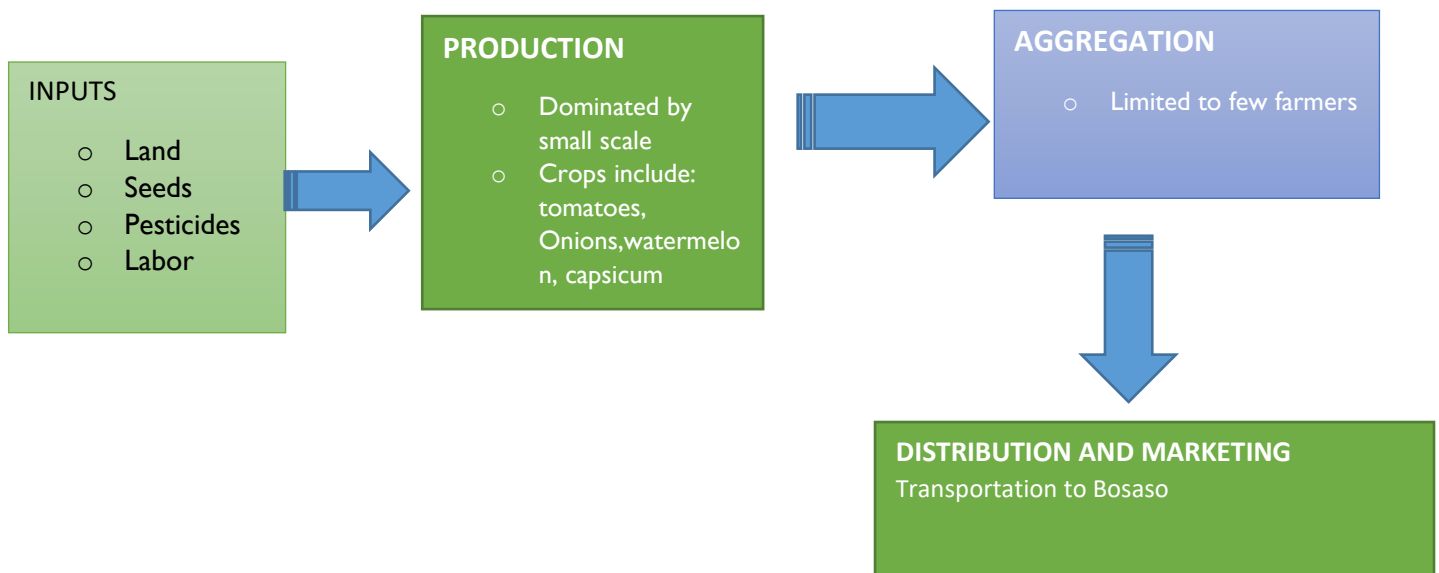 INPUTS
o Land
o Seeds
o Pesticides
o Labor
PRODUCTION
o Dominated by
small scale
o Crops include:
tomatoes,
Onions,watermelo
n, capsicum
AGGREGATION
o Limited to few farmers
DISTRIBUTION AND MARKETING
Transportation to Bosaso